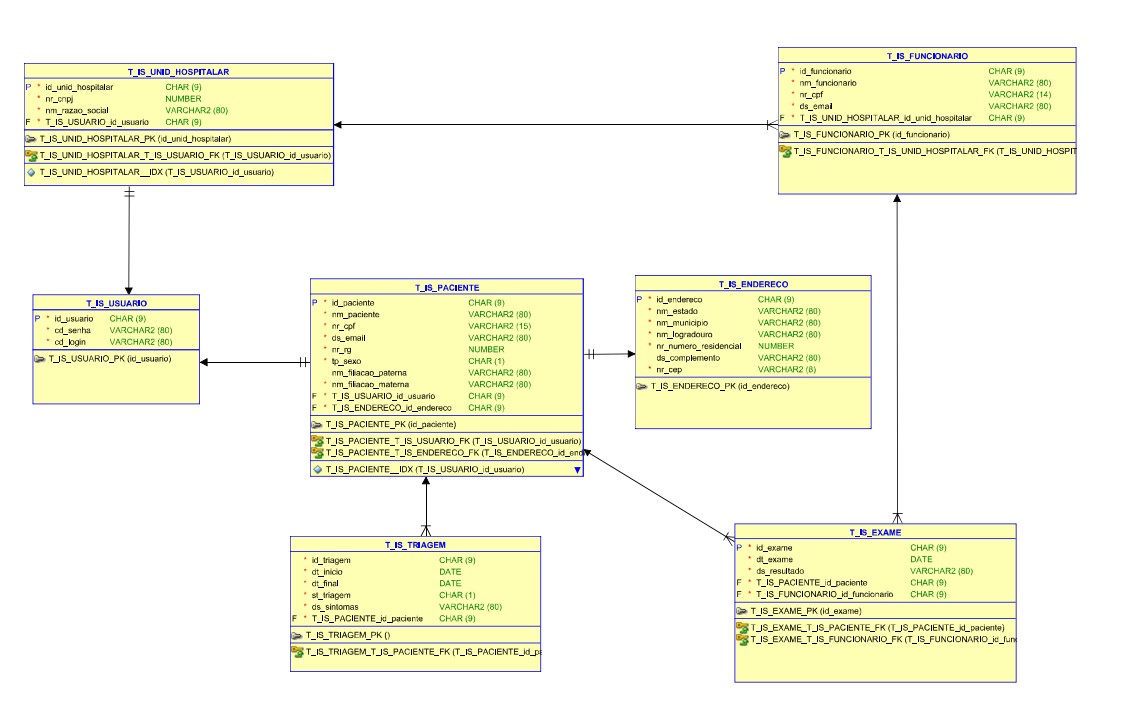 T_IS_UNID_HOSPITALAR
P * id_unid_hospitalar CHAR (9)
* nr_cnpj NUMBER
* nm_razao_social VARCHAR2 (80)
F * T_IS_USUARIO_id_usuario CHAR (9)
T_IS_UNID_HOSPITALAR_PK (id_unid_hospitalar)
T_IS_UNID_HOSPITALAR_T_IS_USUARIO_FK (T_IS_USUARIO_id_usuario)
T_IS_UNID_HOSPITALAR__IDX (T_IS_USUARIO_id_usuario)
T_IS_FUNCIONARIO
P * id_funcionario CHAR (9)
* nm_funcionario VARCHAR2 (80)
* nr_cpf VARCHAR2 (14)
* ds_email VARCHAR2 (80)
F * T_IS_UNID_HOSPITALAR_id_unid_hospitalar CHAR (9)
T_IS_FUNCIONARIO_PK (id_funcionario)
T_IS_FUNCIONARIO_T_IS_UNID_HOSPITALAR_FK (T_IS_UNID_HOSPIT
T_IS_USUARIO
P * id_usuario CHAR (9)
* cd_senha VARCHAR2 (80)
* cd_login VARCHAR2 (80)
T_IS_USUARIO_PK (id_usuario)
T_IS_PACIENTE
P * id_paciente CHAR (9)
* nm_paciente VARCHAR2 (80)
* nr_cpf VARCHAR2 (15)
* ds_email VARCHAR2 (80)
* nr_rg NUMBER
* tp_sexo CHAR (1)
nm_filiacao_paterna VARCHAR2 (80)
nm_filiacao_materna VARCHAR2 (80)
F * T_IS_USUARIO_id_usuario CHAR (9)
F * T_IS_ENDERECO_id_endereco CHAR (9)
T_IS_PACIENTE_PK (id_paciente)
T_IS_PACIENTE_T_IS_USUARIO_FK (T_IS_USUARIO_id_usuario)
T_IS_PACIENTE_T_IS_ENDERECO_FK (T_IS_ENDERECO_id_end
T_IS_PACIENTE__IDX (T_IS_USUARIO_id_usuario)
T_IS_ENDERECO
P * id_endereco CHAR (9)
* nm_estado VARCHAR2 (80)
* nm_municipio VARCHAR2 (80)
* nm_logradouro VARCHAR2 (80)
* nr_numero_residencial NUMBER
ds_complemento VARCHAR2 (80)
* nr_cep VARCHAR2 (8)
T_IS_ENDERECO_PK (id_endereco)
T_IS_TRIAGEM
* id_triagem CHAR (9)
* dt_inicio DATE
* dt_final DATE
* st_triagem CHAR (1)
* ds_sintomas VARCHAR2 (80)
F * T_IS_PACIENTE_id_paciente CHAR (9)
T_IS_TRIAGEM_PK ()
T_IS_TRIAGEM_T_IS_PACIENTE_FK (T_IS_PACIENTE_id_pa
T_IS_EXAME
P * id_exame CHAR (9)
* dt_exame DATE
* ds_resultado VARCHAR2 (80)
F * T_IS_PACIENTE_id_paciente CHAR (9)
F * T_IS_FUNCIONARIO_id_funcionario CHAR (9)
T_IS_EXAME_PK (id_exame)
T_IS_EXAME_T_IS_PACIENTE_FK (T_IS_PACIENTE_id_paciente)
T_IS_EXAME_T_IS_FUNCIONARIO_FK (T_IS_FUNCIONARIO_id_func